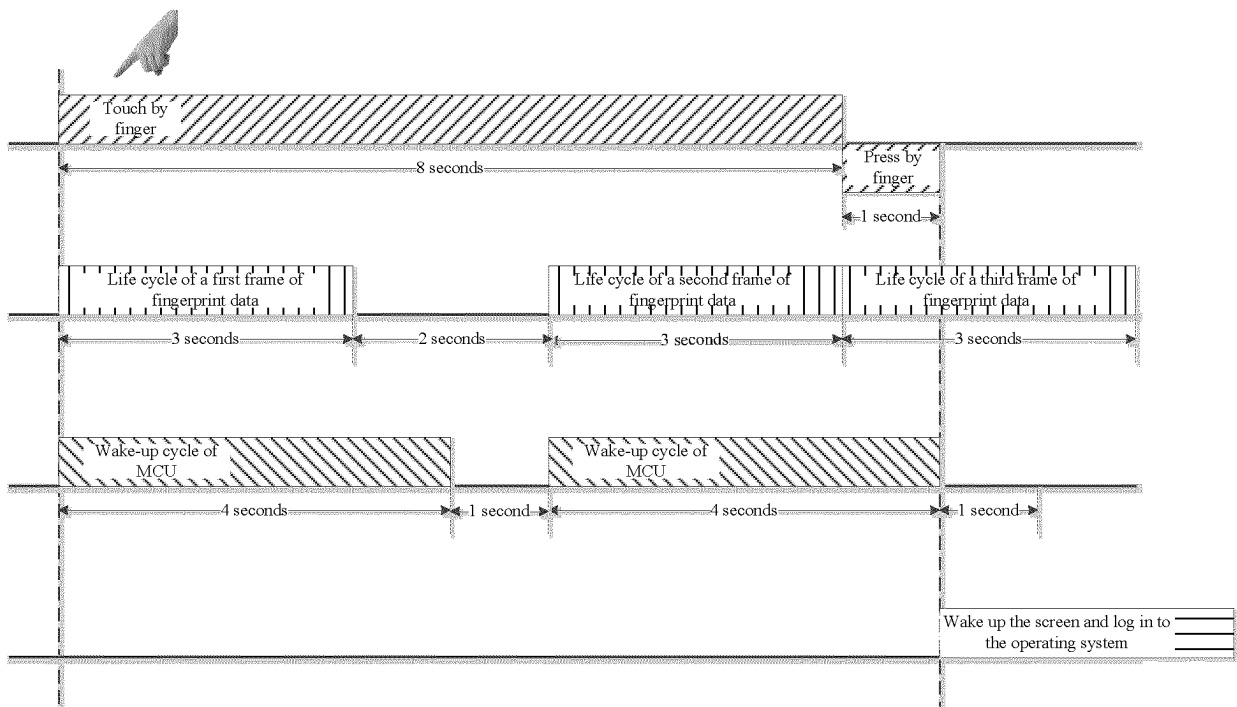 Touch by
finger
8 seconds
Press by
finger
1 second
Life cycle of a first frame of
fingerprint data
Life cycle of a second frame of
fingerprint data
Life cycle of a third frame of
fingerprint data
3 seconds
2 seconds
3 seconds
3 seconds
Wake-up cycle of
MCU
Wake-up cycle of
MCU
4 seconds
1 second
4 seconds
1 second
Wake up the screen and log in to
the operating system